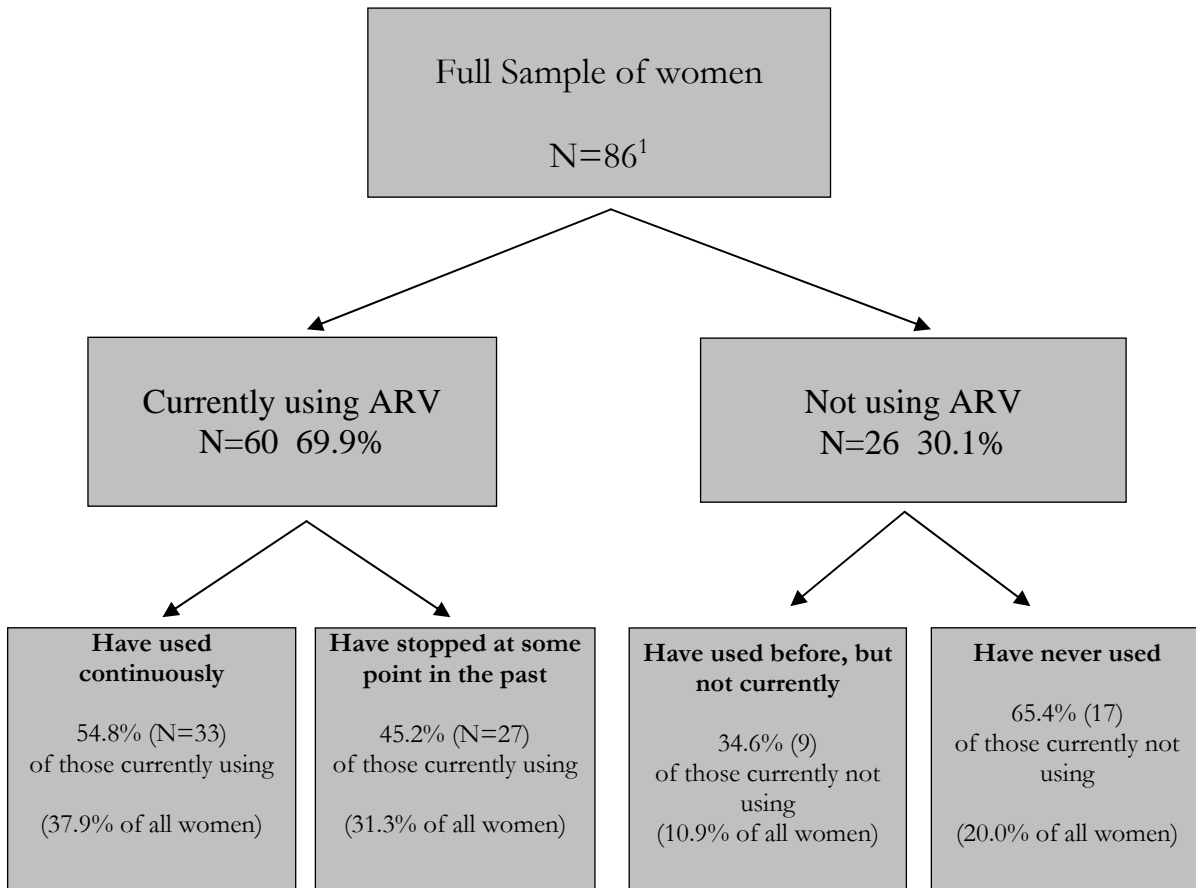 Full Sample of women
N=86¹
Currently using ARV
N=60 69.9%
Not using ARV
N=26 30.1%
Have used
continuously
54.8% (N=33)
of those currently using
(37.9% of all women)
Have stopped at some
point in the past
45.2% (N=27)
of those currently using
(31.3% of all women)
Have used before, but
not currently
34.6% (9)
of those currently not
using
(10.9% of all women)
Have never used
65.4% (17)
of those currently not
using
(20.0% of all women)